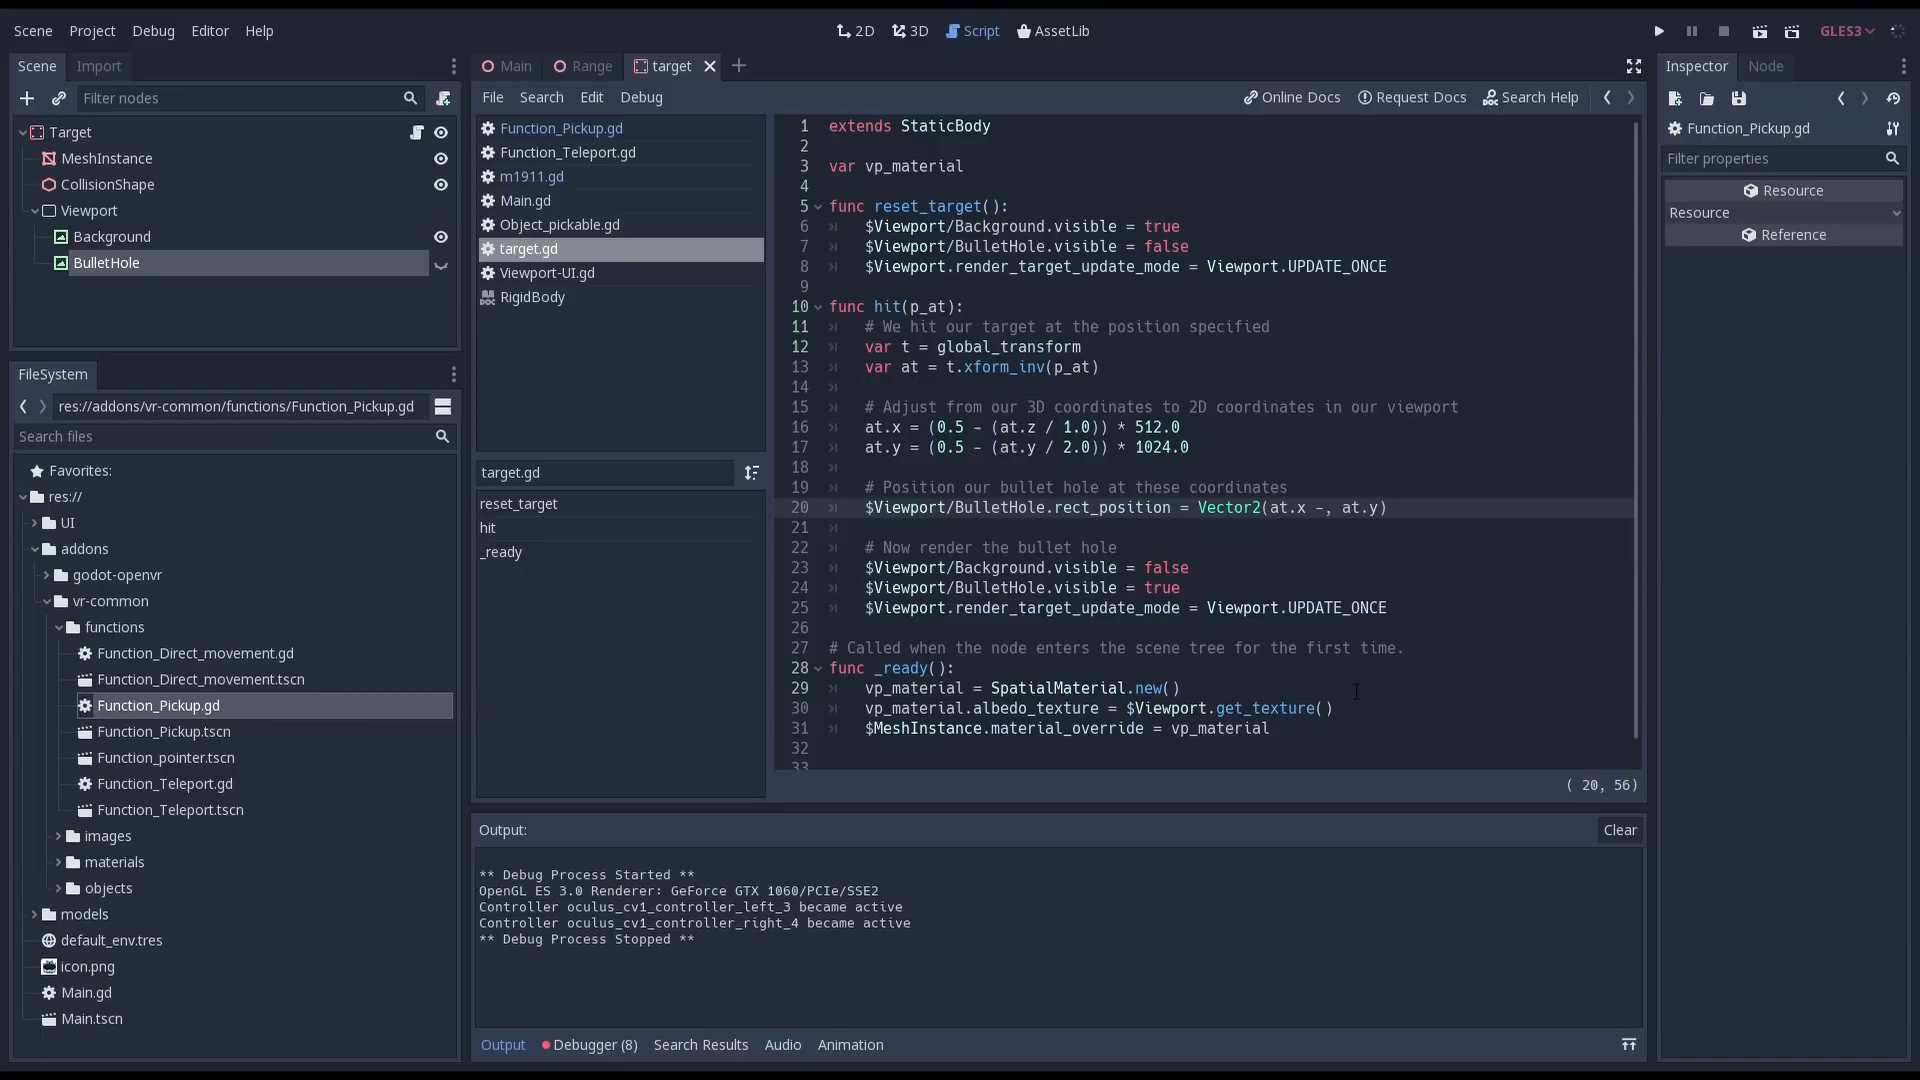 Scene Project Debug Editor Help
2D 3D Script AssetLib
GLES3
Scene Import
Filter nodes
Target
MeshInstance
CollisionShape
Viewport
Background
BulletHole
FileSystem
res://addons/vr-common/functions/Function_Pickup.gd
Search files
Favorites:
res://
UI
addons
godot-openvr
vr-common
functions
Function_Direct_movement.gd
Function_Direct_movement.tscn
Function_Pickup.gd
Function_Pickup.tscn
Function_pointer.tscn
Function_Teleport.gd
Function_Teleport.tscn
images
materials
objects
models
default_env.tres
icon.png
Main.gd
Main.tscn
Main Range target
File Search Edit Debug
Online Docs Request Docs Search Help
Function_Pickup.gd
Function_Teleport.gd
m1911.gd
Main.gd
Object_pickable.gd
target.gd
Viewport-UI.gd
RigidBody
target.gd
reset_target
hit
_ready
1 extends StaticBody
2
3 var vp_material
4
5 func reset_target():
6 $Viewport/Background.visible = true
7 $Viewport/BulletHole.visible = false
8 $Viewport.render_target_update_mode = Viewport.UPDATE_ONCE
9
10 func hit(p_at):
11 # We hit our target at the position specified
12 var t = global_transform
13 var at = t.xform_inv(p_at)
14
15 # Adjust from our 3D coordinates to 2D coordinates in our viewport
16 at.x = (0.5 - (at.z / 1.0)) * 512.0
17 at.y = (0.5 - (at.y / 2.0)) * 1024.0
18
19 # Position our bullet hole at these coordinates
20 $Viewport/BulletHole.rect_position = Vector2(at.x -, at.y)
21
22 # Now render the bullet hole
23 $Viewport/Background.visible = false
24 $Viewport/BulletHole.visible = true
25 $Viewport.render_target_update_mode = Viewport.UPDATE_ONCE
26
27 # Called when the node enters the scene tree for the first time.
28 func _ready():
29 vp_material = SpatialMaterial.new()
30 vp_material.albedo_texture = $Viewport.get_texture()
31 $MeshInstance.material_override = vp_material
32
33
( 20, 56)
Output:
Clear
** Debug Process Started **
OpenGL ES 3.0 Renderer: GeForce GTX 1060/PCIe/SSE2
Controller oculus_cv1_controller_left_3 became active
Controller oculus_cv1_controller_right_4 became active
** Debug Process Stopped **
Output Debugger (8) Search Results Audio Animation
Inspector Node
Function_Pickup.gd
Filter properties
Resource
Resource
Reference